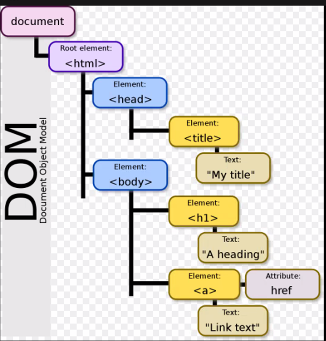 document
Root element:
<html>
Element:
<head>
Element:
<title>
Text:
"My title"
Element:
<body>
Element:
<h1>
Text:
"A heading"
Element:
<a>
Attribute:
href
Text:
"Link text"
DOM
Document Object Model